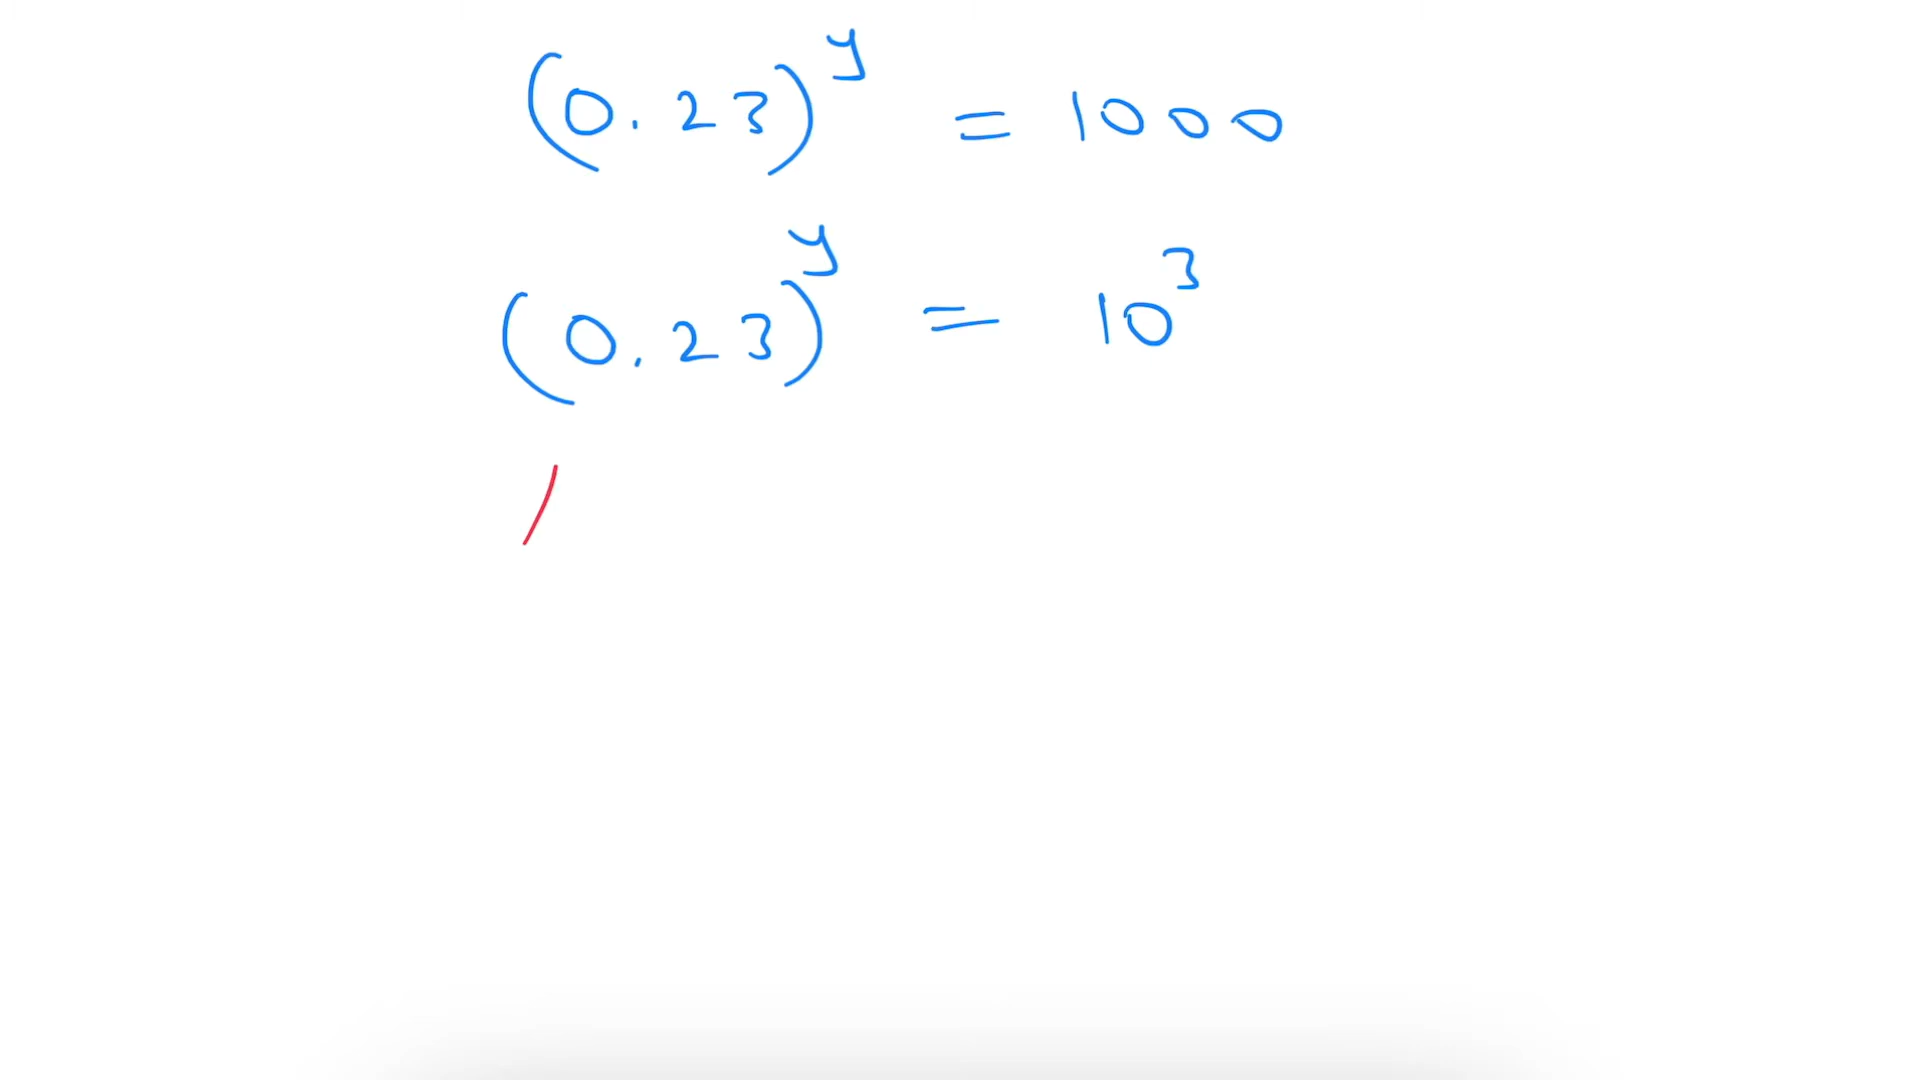 (0.23)^y = 1000
(0.23)^y = 10^3